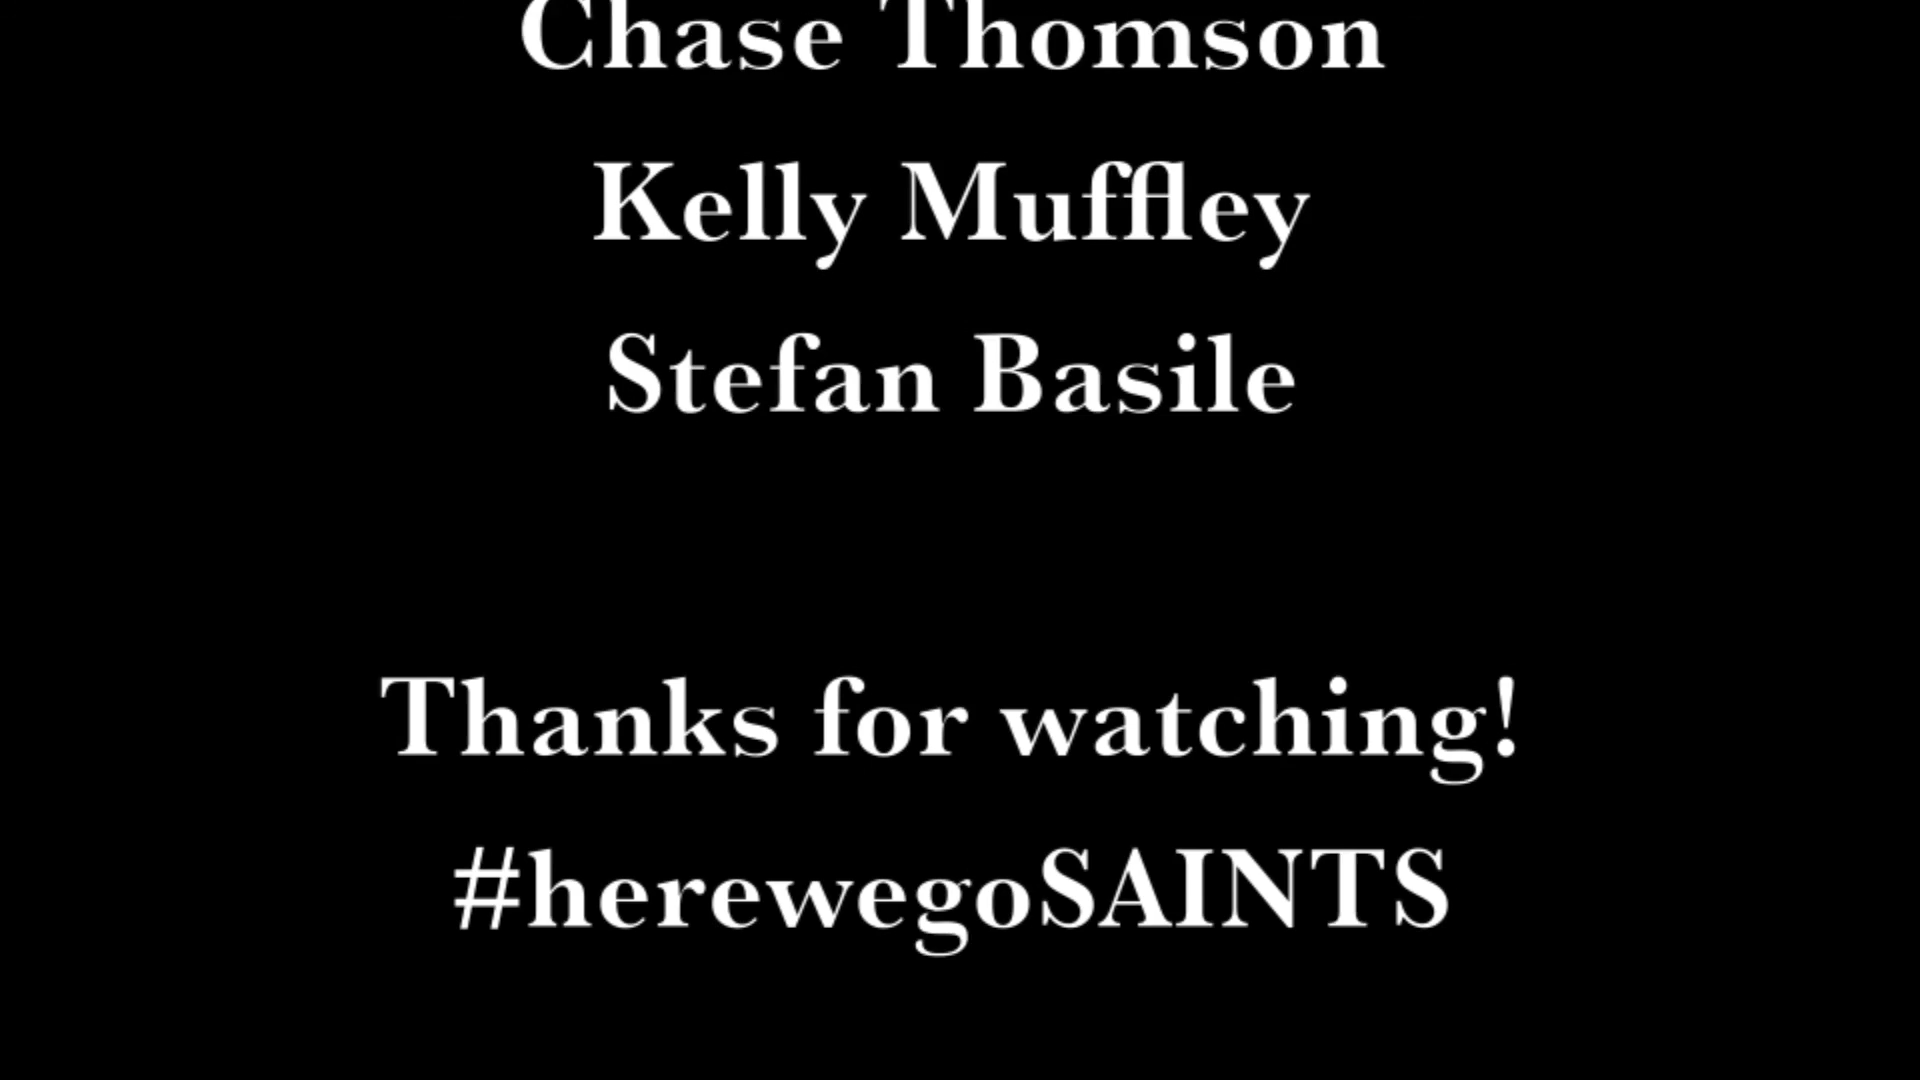 Chase Thomson
Kelly Muffley
Stefan Basile
Thanks for watching!
#herewegoSAINTS